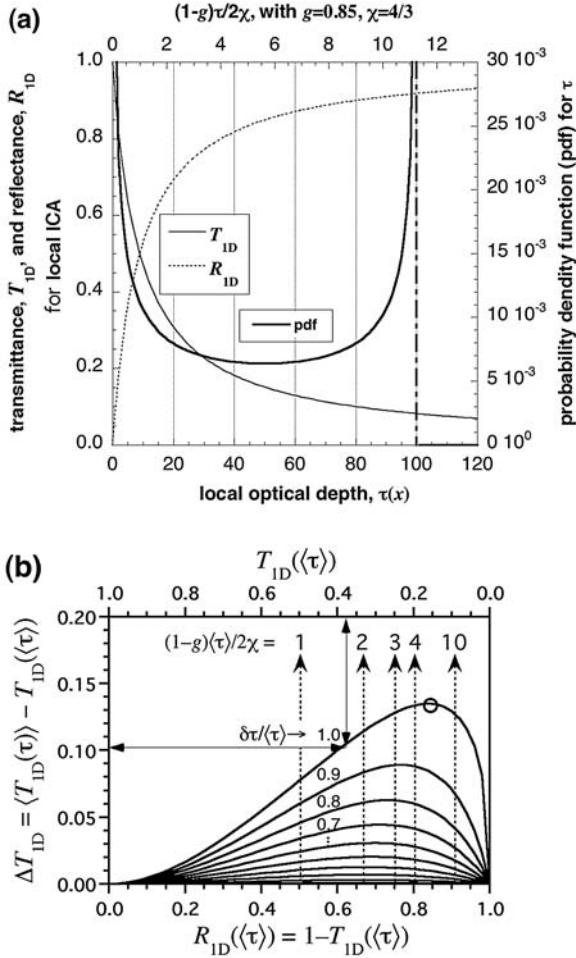 (a)
(1-g)τ/2χ, with g=0.85, χ=4/3
0 2 4 6 8 10 12 14
transmittance, T1D, and reflectance, R1D
for local ICA
1.0
0.8
0.6
0.4
0.2
0.0
T1D
R1D
pdf
30 10-3
25 10-3
20 10-3
15 10-3
10 10-3
5 10-3
0 100
probability dendity function (pdf) for τ
0 20 40 60 80 100 120
local optical depth, τ(x)
(b)
T1D(⟨τ⟩)
1.0 0.8 0.6 0.4 0.2 0.0
ΔT1D = ⟨T1D(τ)⟩ − T1D(⟨τ⟩)
0.20
0.15
0.10
0.05
0.00
(1–g)⟨τ⟩/2χ = 1 2 3 4 10
δτ/⟨τ⟩→ 1.0
0.9
0.8
0.7
:
0.0 0.2 0.4 0.6 0.8 1.0
R1D(⟨τ⟩) = 1–T1D(⟨τ⟩)